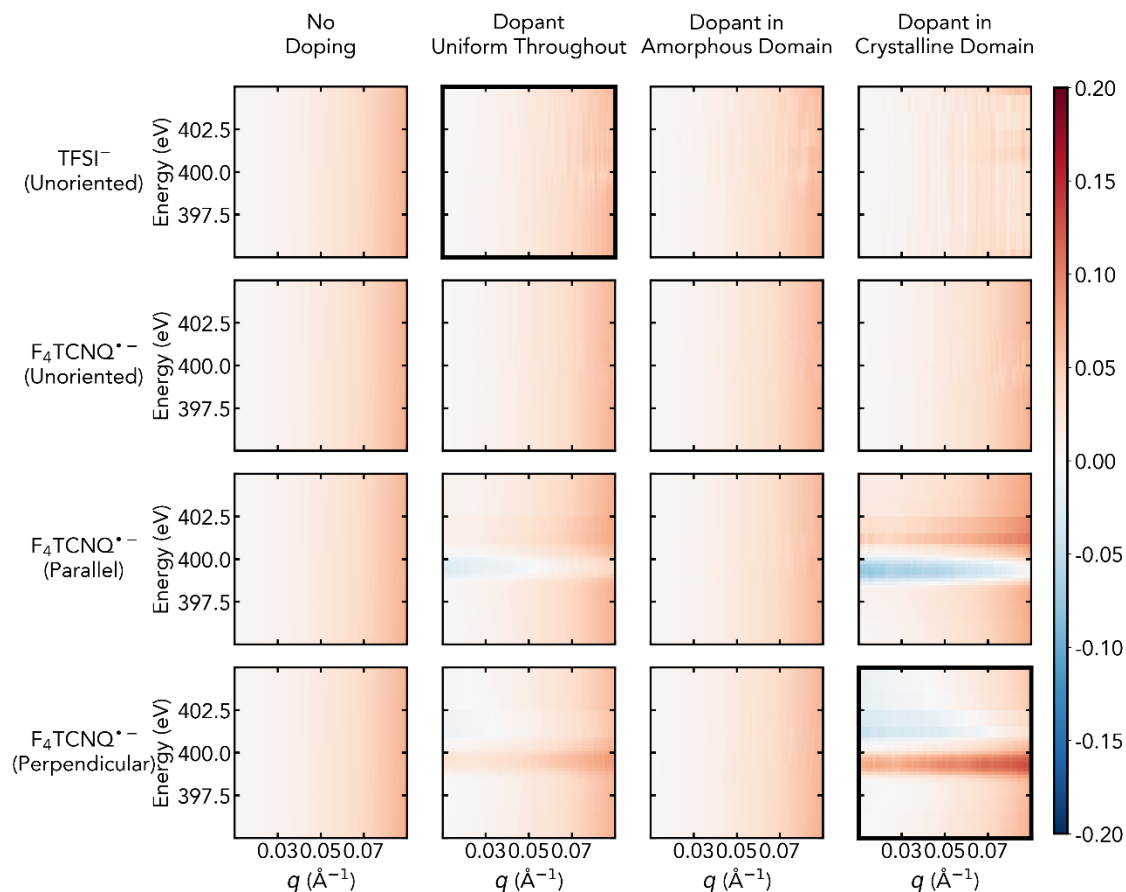 No
Doping
Dopant
Uniform Throughout
Dopant in
Amorphous Domain
Dopant in
Crystalline Domain
TFSI⁻
(Unoriented)
Energy (eV)
402.5
400.0
397.5
F₄TCNQ•⁻
(Unoriented)
Energy (eV)
402.5
400.0
397.5
F₄TCNQ•⁻
(Parallel)
Energy (eV)
402.5
400.0
397.5
F₄TCNQ•⁻
(Perpendicular)
Energy (eV)
402.5
400.0
397.5
0.030.050.07
0.030.050.07
0.030.050.07
0.030.050.07
q (Å⁻¹)
q (Å⁻¹)
q (Å⁻¹)
q (Å⁻¹)
0.20
0.15
0.10
0.05
0.00
-0.05
-0.10
-0.15
-0.20